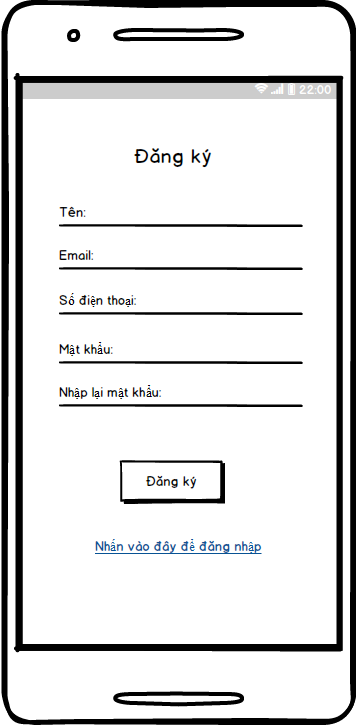 22:00
Đăng ký
Tên:
Email:
Số điện thoại:
Mật khẩu:
Nhập lại mật khẩu:
Đăng ký
Nhấn vào đây để đăng nhập